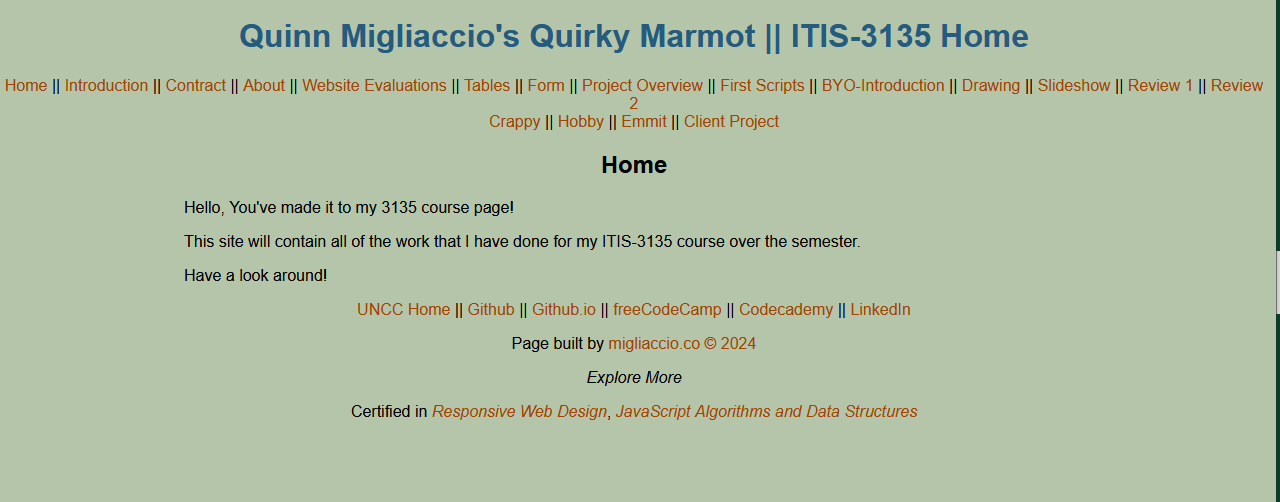 Quinn Migliaccio's Quirky Marmot || ITIS-3135 Home
Home || Introduction || Contract || About || Website Evaluations || Tables || Form || Project Overview || First Scripts || BYO-Introduction || Drawing || Slideshow || Review 1 || Review
2
Crappy || Hobby || Emmit || Client Project
Home
Hello, You've made it to my 3135 course page!
This site will contain all of the work that I have done for my ITIS-3135 course over the semester.
Have a look around!
UNCC Home || Github || Github.io || freeCodeCamp || Codecademy || LinkedIn
Page built by migliaccio.co © 2024
Explore More
Certified in Responsive Web Design, JavaScript Algorithms and Data Structures